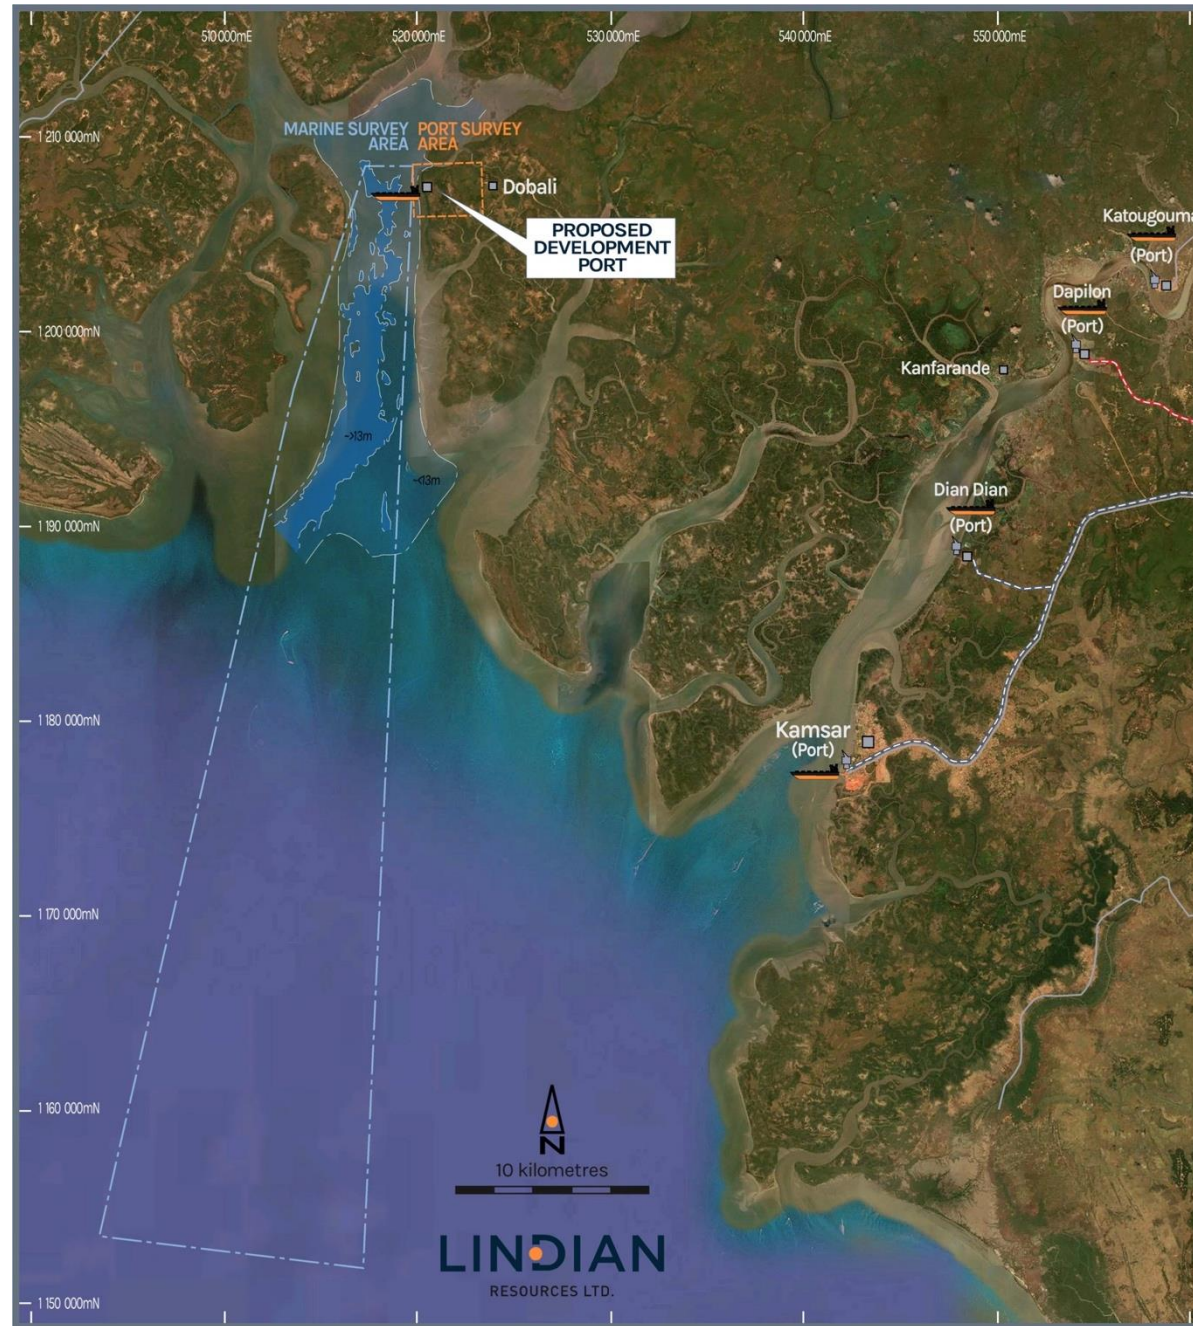 510 000mE
520 000mE
530 000mE
540 000mE
550 000mE
1 210 000mN
MARINE SURVEY
AREA
PORT SURVEY
AREA
Dobali
PROPOSED
DEVELOPMENT
PORT
Katougouma
(Port)
Dapilon
(Port)
1 200 000mN
Kanfarande
->13m
-<13m
Dian Dian
(Port)
1 190 000mN
1 180 000mN
Kamsar
(Port)
1 170 000mN
1 160 000mN
N
10 kilometres
LINDIAN
RESOURCES LTD.
1 150 000mN